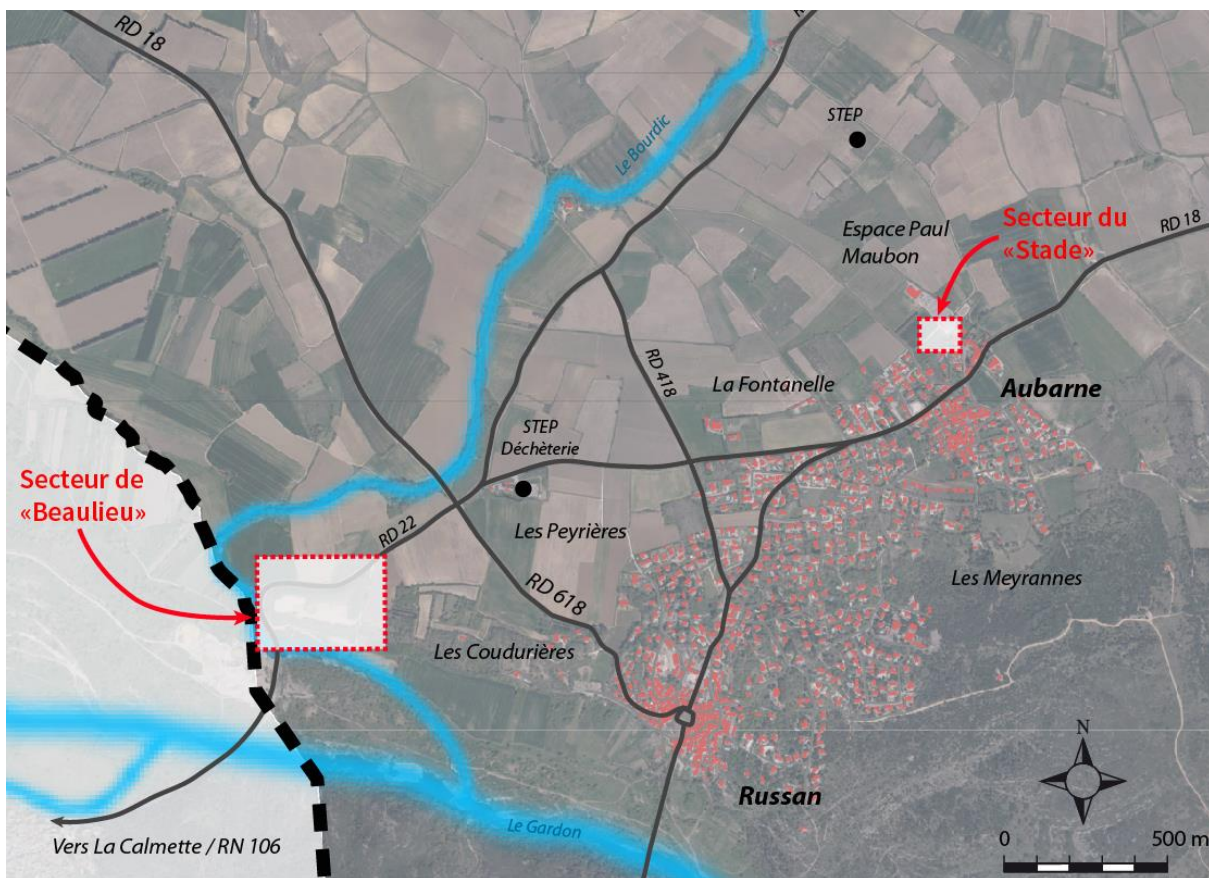 RD 18
R
STEP
Le Bourdic
Secteur du
«Stade»
Espace Paul
Maubon
RD 18
RD 418
La Fontanelle
Aubarne
STEP
Déchèterie
Secteur de
«Beaulieu»
RD 22
Les Peyrières
Les Meyrannes
RD 618
Les Coudurières
N
Russan
Le Gardon
Vers La Calmette / RN 106
0 500 m